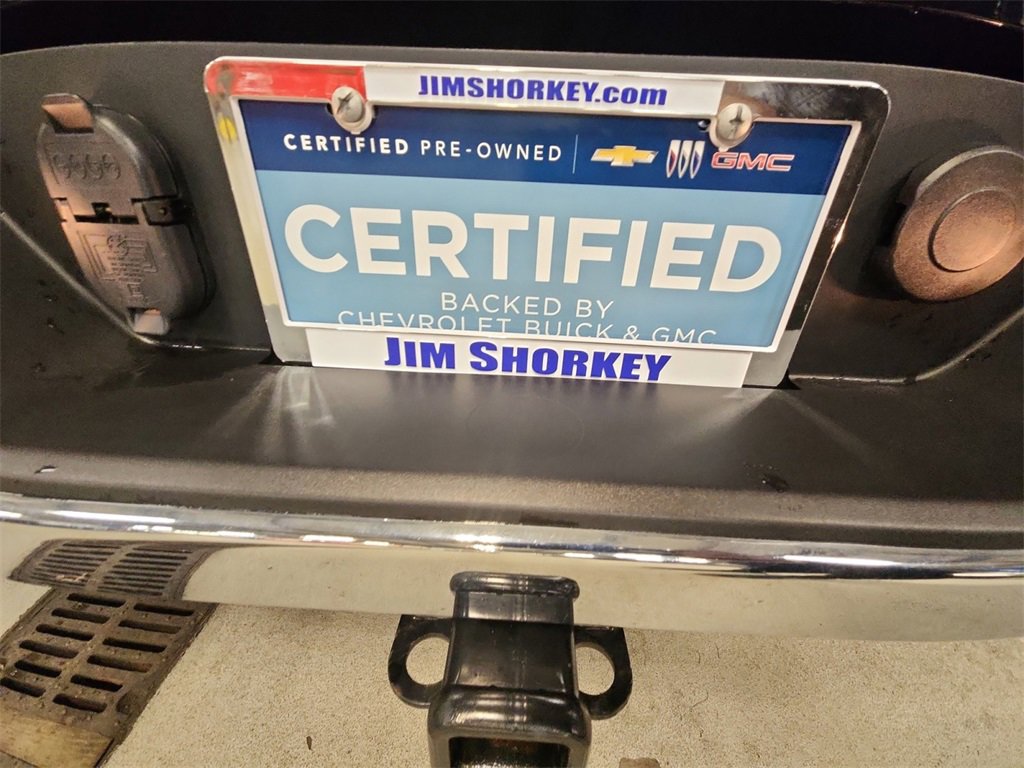 JIMSHORKEY.com
CERTIFIED PRE-OWNED GMC
CERTIFIED
BACKED BY
CHEVROLET BUICK & GMC
JIM SHORKEY